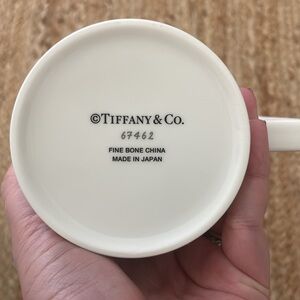 ©TIFFANY & CO.
67462
FINE BONE CHINA
MADE IN JAPAN